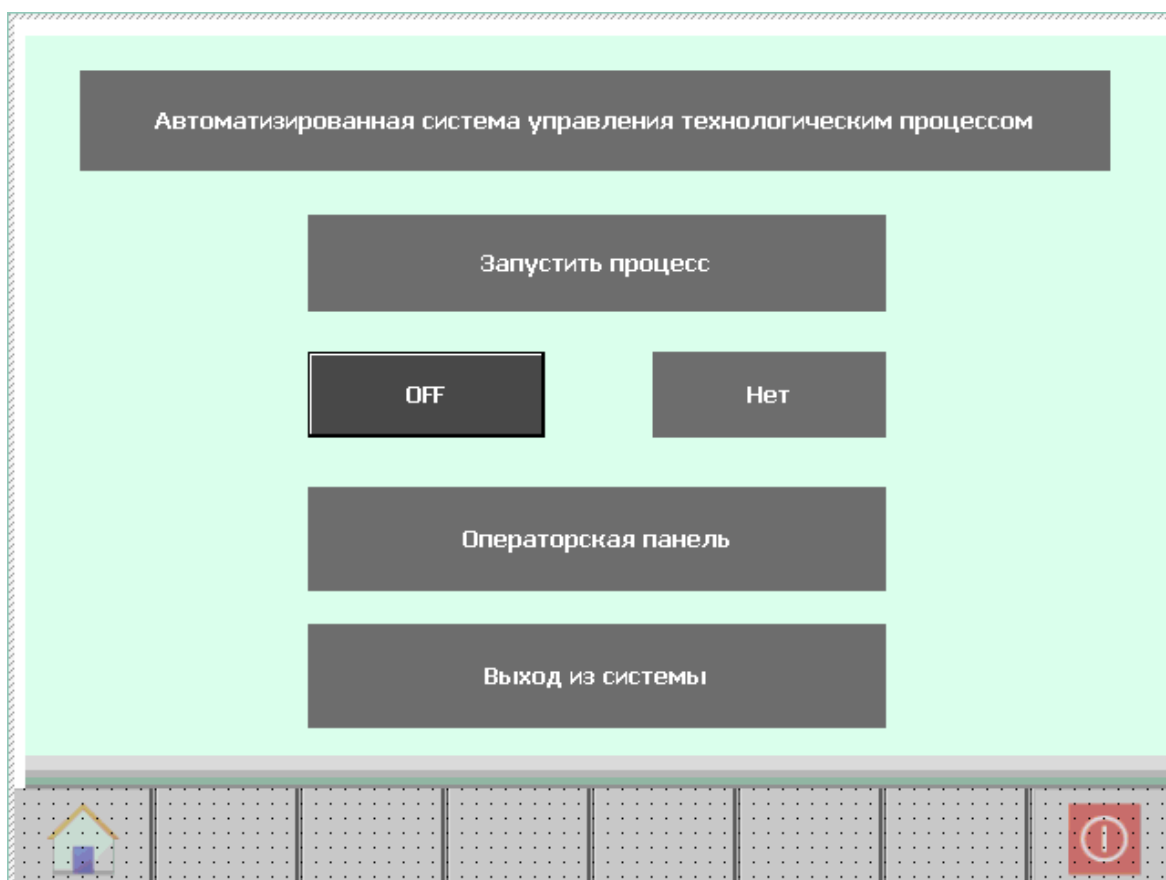 Автоматизированная система управления технологическим процессом
Запустить процесс
OFF
Нет
Операторская панель
Выход из системы